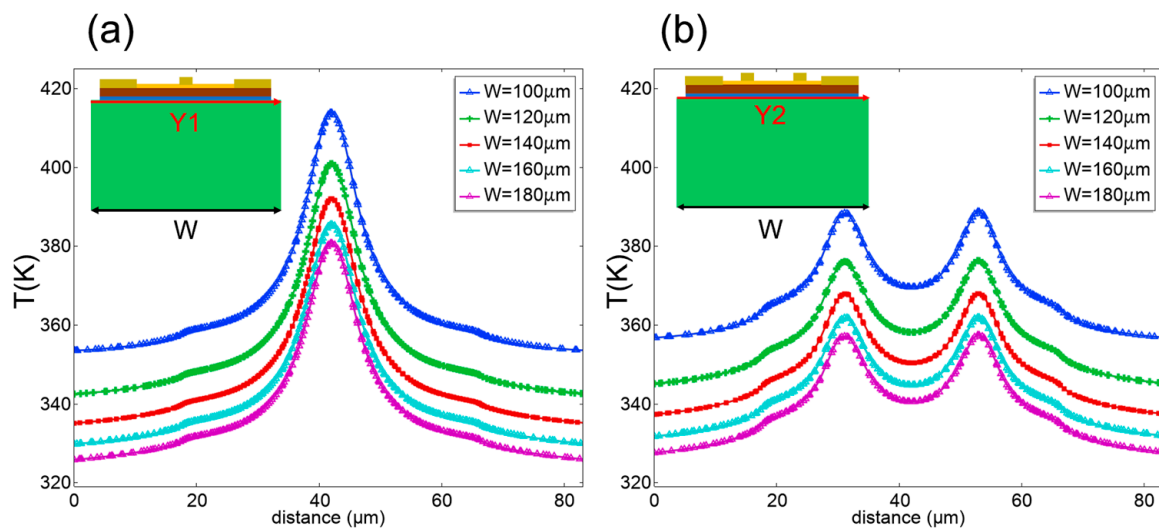 (a)
420
400
380
360
340
320
T(K)
0
20
40
60
80
distance (µm)
Y1
W
W=100µm
W=120µm
W=140µm
W=160µm
W=180µm
(b)
420
400
380
360
340
320
T(K)
0
20
40
60
80
distance (µm)
Y2
W
W=100µm
W=120µm
W=140µm
W=160µm
W=180µm